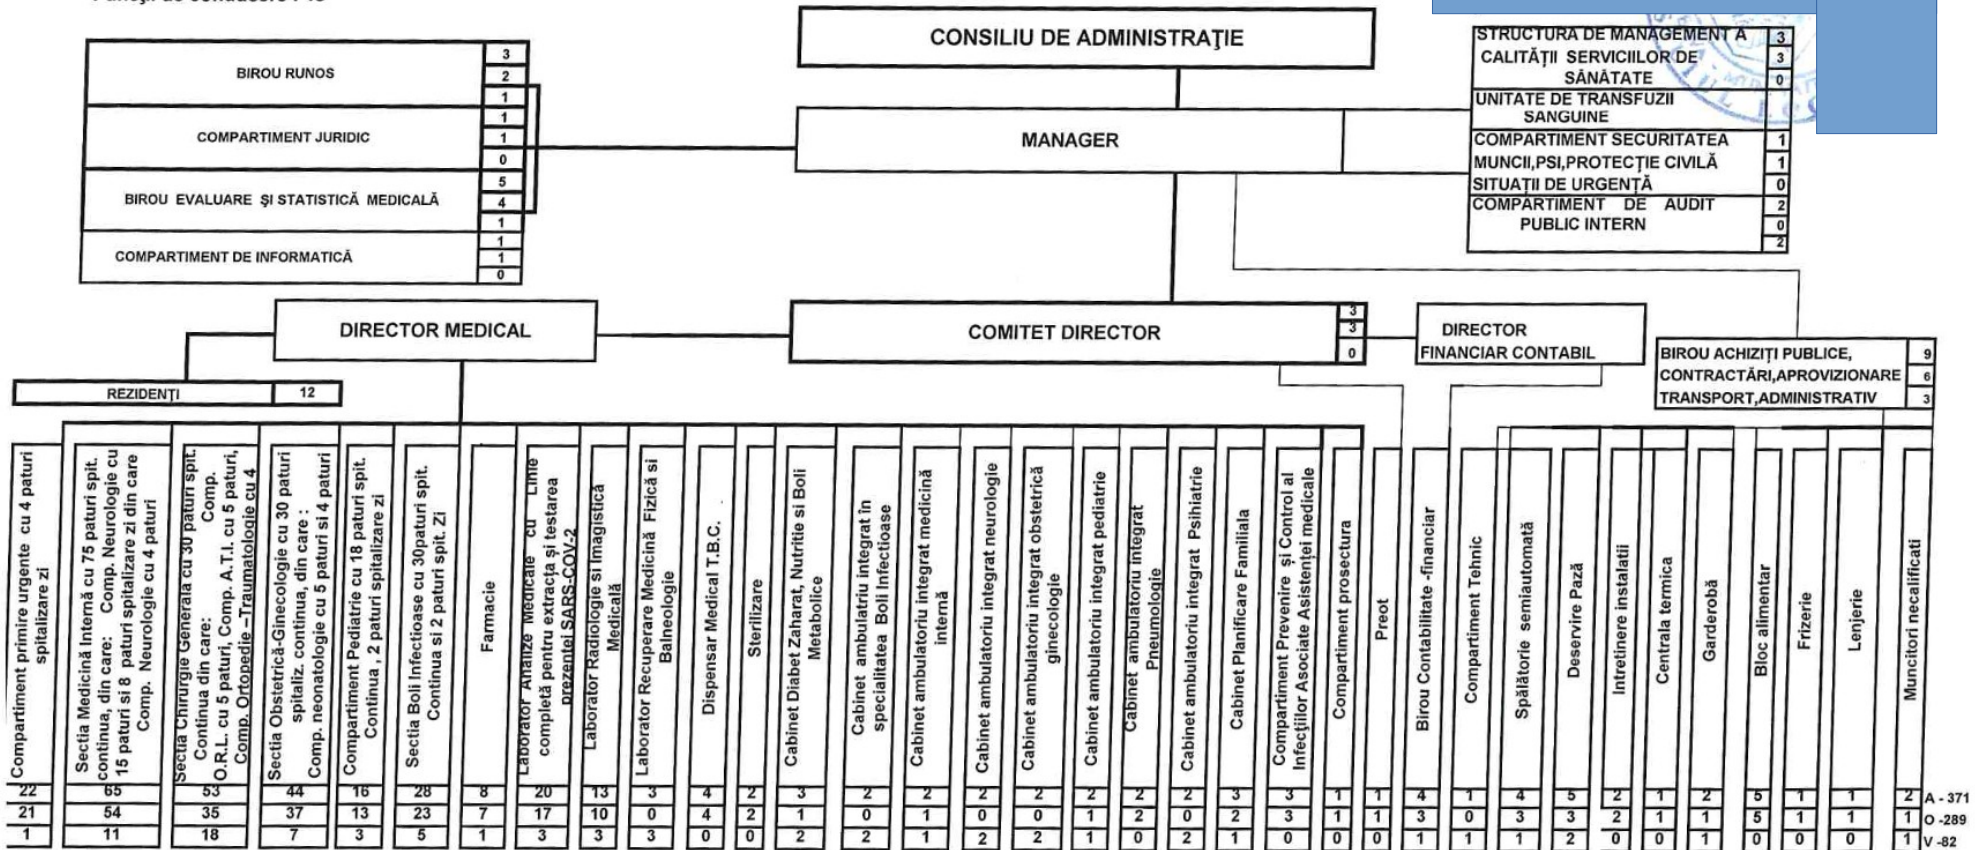 CONSILIU DE ADMINISTRAŢIE
BIROU RUNOS
3
2
1
COMPARTIMENT JURIDIC
1
1
0
BIROU EVALUARE ŞI STATISTICĂ MEDICALĂ
5
4
1
COMPARTIMENT DE INFORMATICĂ
1
1
0
MANAGER
STRUCTURA DE MANAGEMENT A
CALITĂŢII SERVICIILOR DE
SĂNĂTATE
3
3
0
UNITATE DE TRANSFUZII
SANGUINE
COMPARTIMENT SECURITATEA
MUNCII,PSI,PROTECŢIE CIVILĂ
SITUAŢII DE URGENŢĂ
1
1
0
COMPARTIMENT DE AUDIT
PUBLIC INTERN
2
0
2
DIRECTOR MEDICAL
COMITET DIRECTOR
3
3
0
DIRECTOR
FINANCIAR CONTABIL
BIROU ACHIZIŢI PUBLICE,
CONTRACTĂRI,APROVIZIONARE
TRANSPORT,ADMINISTRATIV
9
6
3
REZIDENŢI 12
Compartiment primire urgente cu 4 paturi
spitalizare zi
Sectia Medicină Internă cu 75 paturi spit.
continua, din care: Comp. Neurologie cu
15 paturi si 8 paturi spitalizare zi din care
Comp. Neurologie cu 4 paturi
Sectia Chirurgie Generala cu 30 paturi spit.
Continua din care: Comp.
O.R.L. cu 5 paturi, Comp. A.T.I. cu 5 paturi,
Comp. Ortopedie –Traumatologie cu 4
Sectia Obstetrică-Ginecologie cu 30 paturi
spitaliz. continua, din care :
Comp. neonatologie cu 5 paturi si 4 paturi
Compartiment Pediatrie cu 18 paturi spit.
Continua , 2 paturi spitalizare zi
Sectia Boli Infectioase cu 30paturi spit.
Continua si 2 paturi spit. Zi
Farmacie
Laborator Analize Medicale cu Linie
completă pentru extracta şi testarea
prezentei SARS-COV-2
Laborator Radiologie si Imagistică
Medicală
Laborator Recuperare Medicină Fizică si
Balneologie
Dispensar Medical T.B.C.
Sterilizare
Cabinet Diabet Zaharat, Nutritie si Boli
Metabolice
Cabinet ambulatriu integrat în
specialitatea Boli Infectioase
Cabinet ambulatoriu integrat medicină
internă
Cabinet ambulatoriu integrat neurologie
Cabinet ambulatoriu integrat obstetrică
ginecologie
Cabinet ambulatoriu integrat pediatrie
Cabinet ambulatoriu integrat
Pneumologie
Cabinet ambulatoriu integrat Psihiatrie
Cabinet Planificare Familiala
Compartiment Prevenire şi Control al
Infecţiilor Asociate Asistenţei medicale
Compartiment prosectura
Preot
Birou Contabilitate -financiar
Compartiment Tehnic
Spălătorie semiautomată
Deservire Pază
Intretinere instalatii
Centrala termica
Garderobă
Bloc alimentar
Frizerie
Lenjerie
Muncitori necalificati
22 65 53 44 16 28 8 20 13 3 4 2 3 2 2 2 2 2 2 2 3 3 1 1 4 1 4 5 2 1 2 5 1 1 2 A - 371
21 54 35 37 13 23 7 17 10 0 4 2 1 0 1 0 0 1 2 0 2 3 1 1 3 0 3 3 2 1 1 5 1 1 1 O -289
1 11 18 7 3 5 1 3 3 3 0 0 2 2 1 2 2 1 0 2 1 0 0 0 1 1 1 2 0 0 1 0 0 0 1 V -82